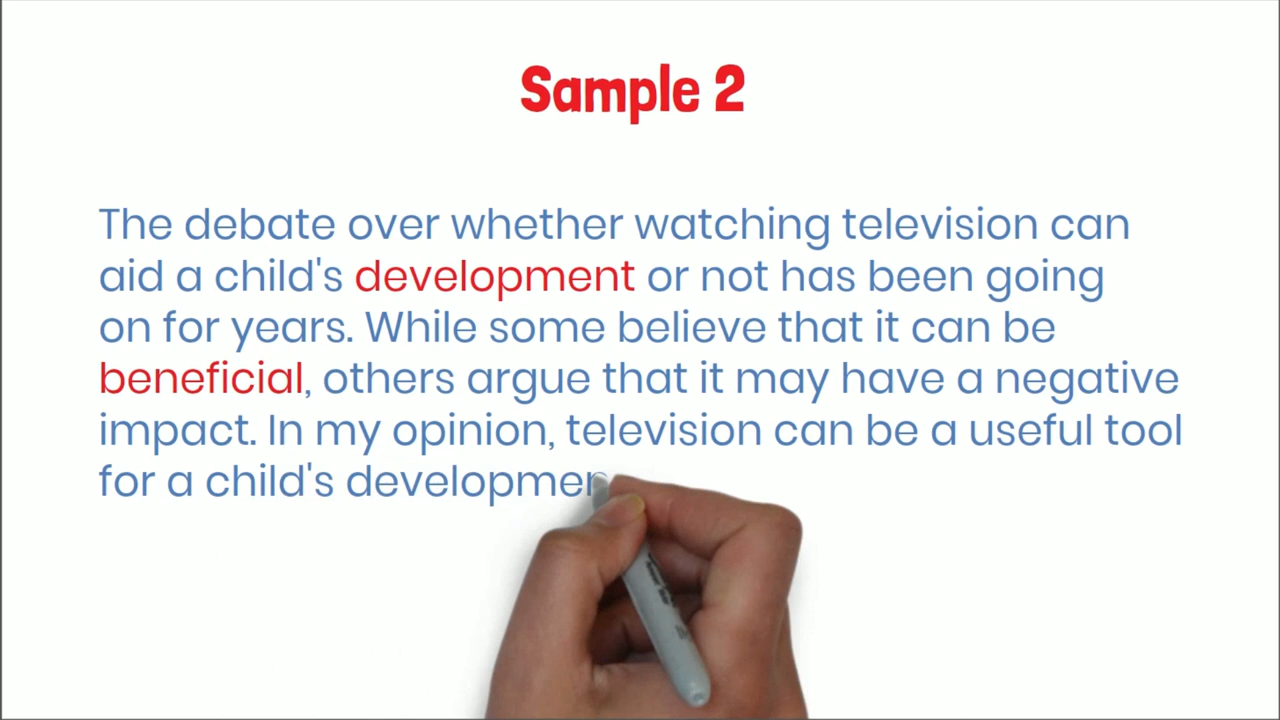 Sample 2
The debate over whether watching television can
aid a child's development or not has been going
on for years. While some believe that it can be
beneficial, others argue that it may have a negative
impact. In my opinion, television can be a useful tool
for a child's